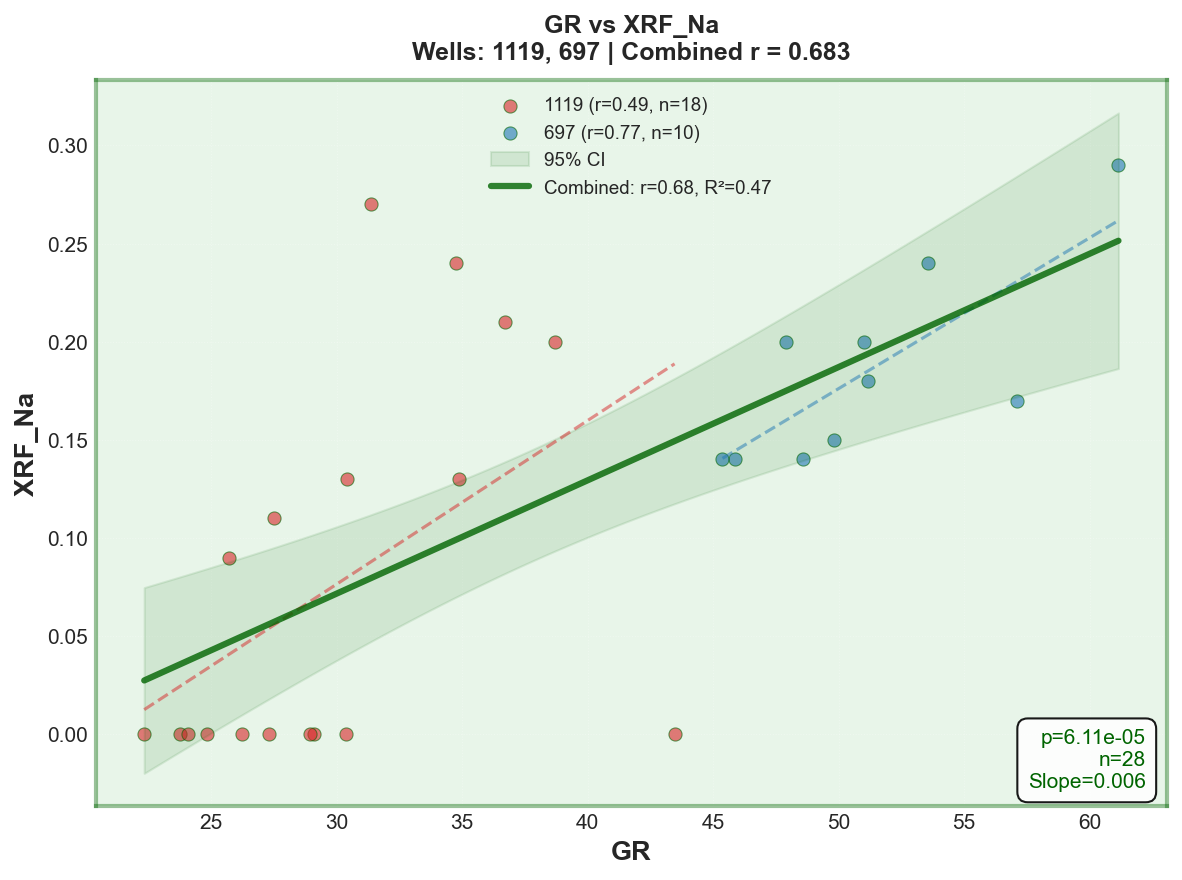 GR vs XRF_Na
Wells: 1119, 697 | Combined r = 0.683
1119 (r=0.49, n=18)
697 (r=0.77, n=10)
95% CI
Combined: r=0.68, R²=0.47
XRF_Na
0.30
0.25
0.20
0.15
0.10
0.05
0.00
p=6.11e-05
n=28
Slope=0.006
25 30 35 40 45 50 55 60
GR